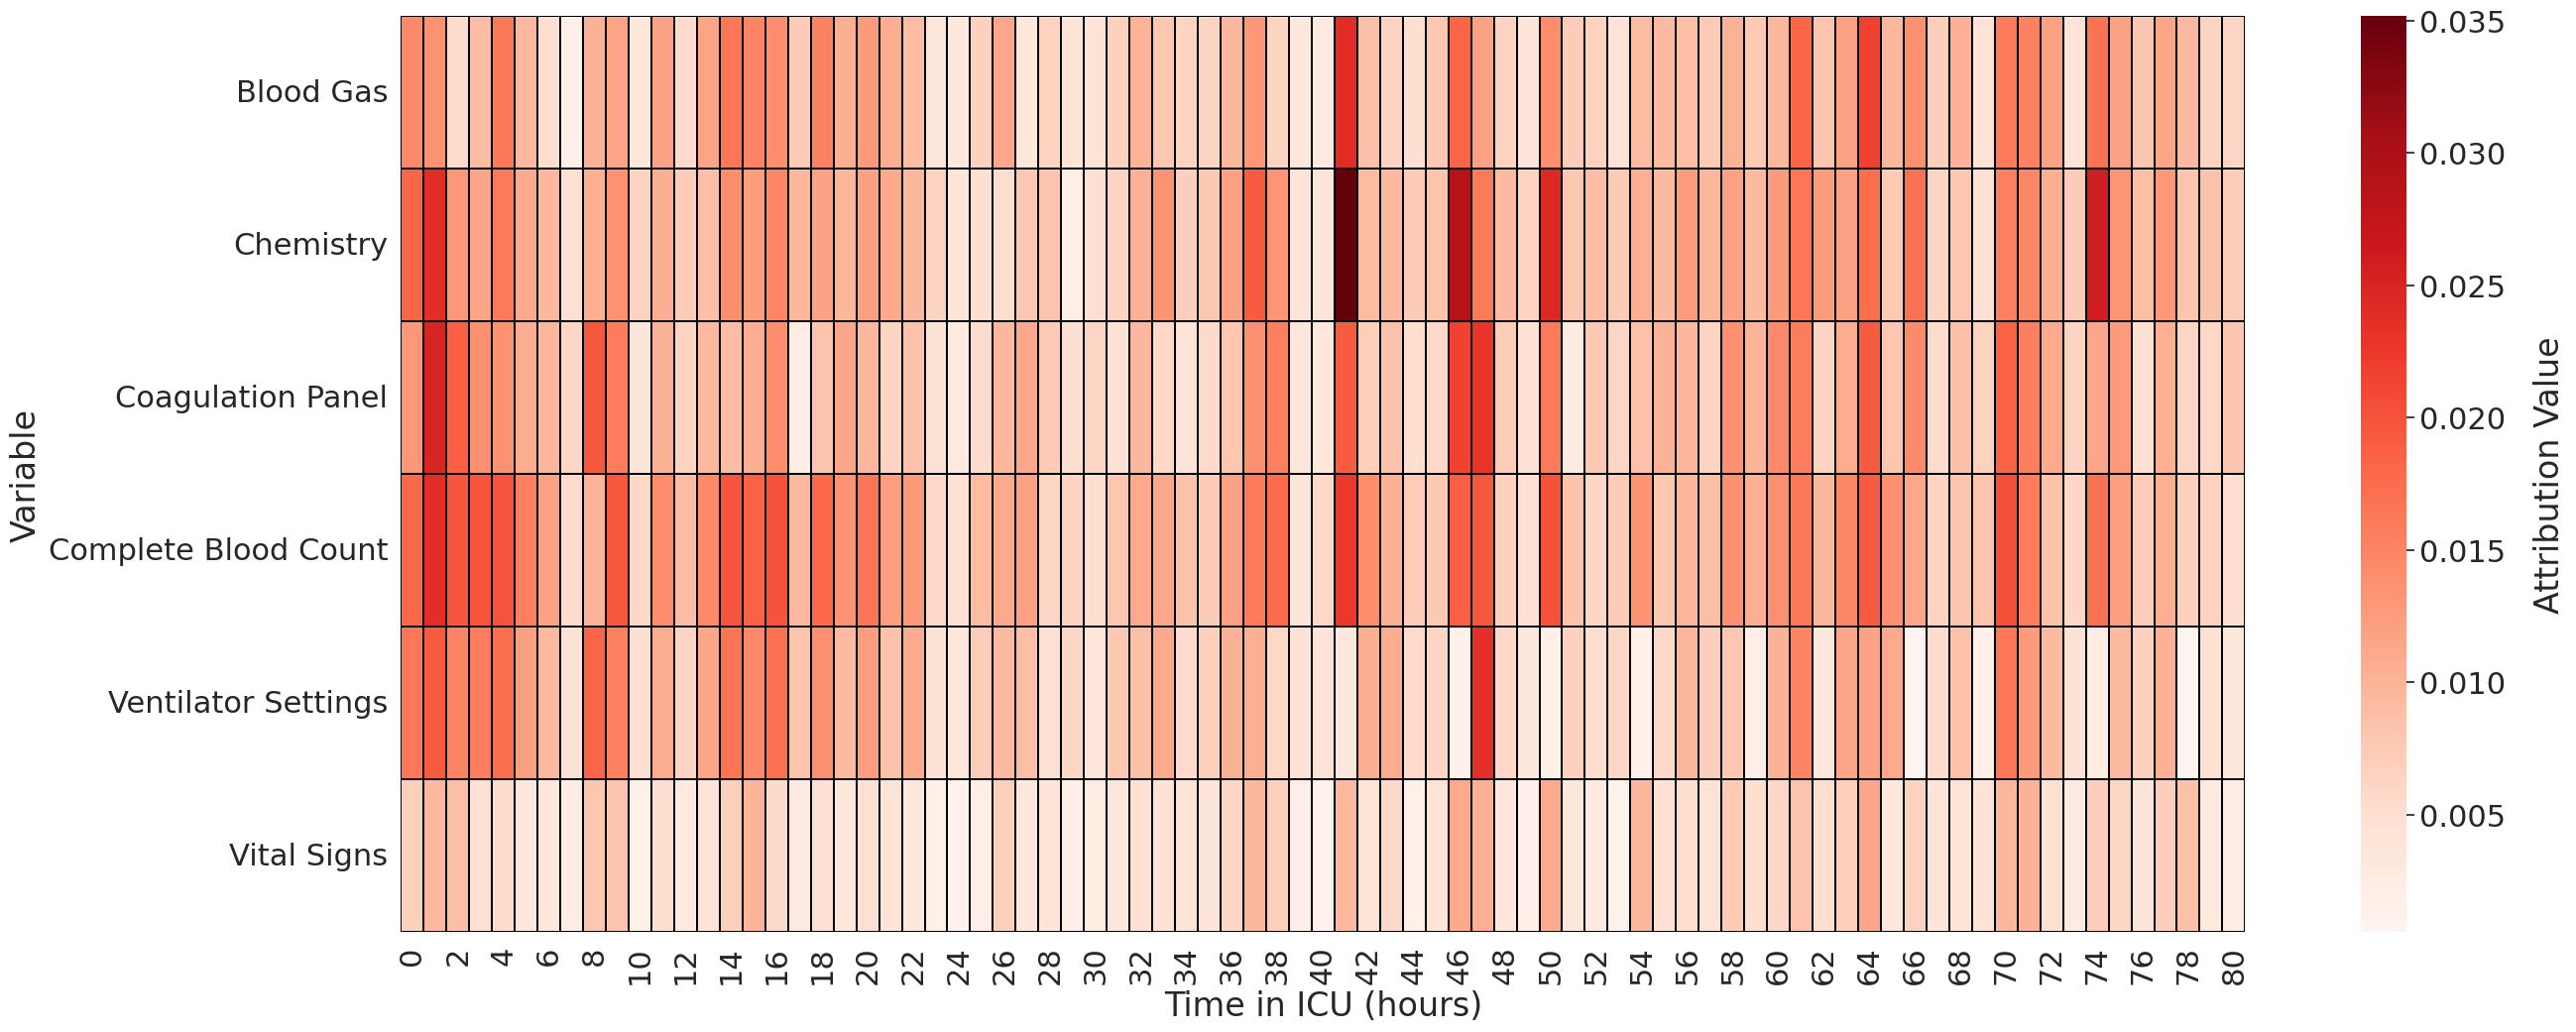 Variable
Blood Gas
Chemistry
Coagulation Panel
Complete Blood Count
Ventilator Settings
Vital Signs
0 2 4 6 8 10 12 14 16 18 20 22 24 26 28 30 32 34 36 38 40 42 44 46 48 50 52 54 56 58 60 62 64 66 68 70 72 74 76 78 80
Time in ICU (hours)
0.035
0.030
0.025
0.020
0.015
0.010
0.005
Attribution Value